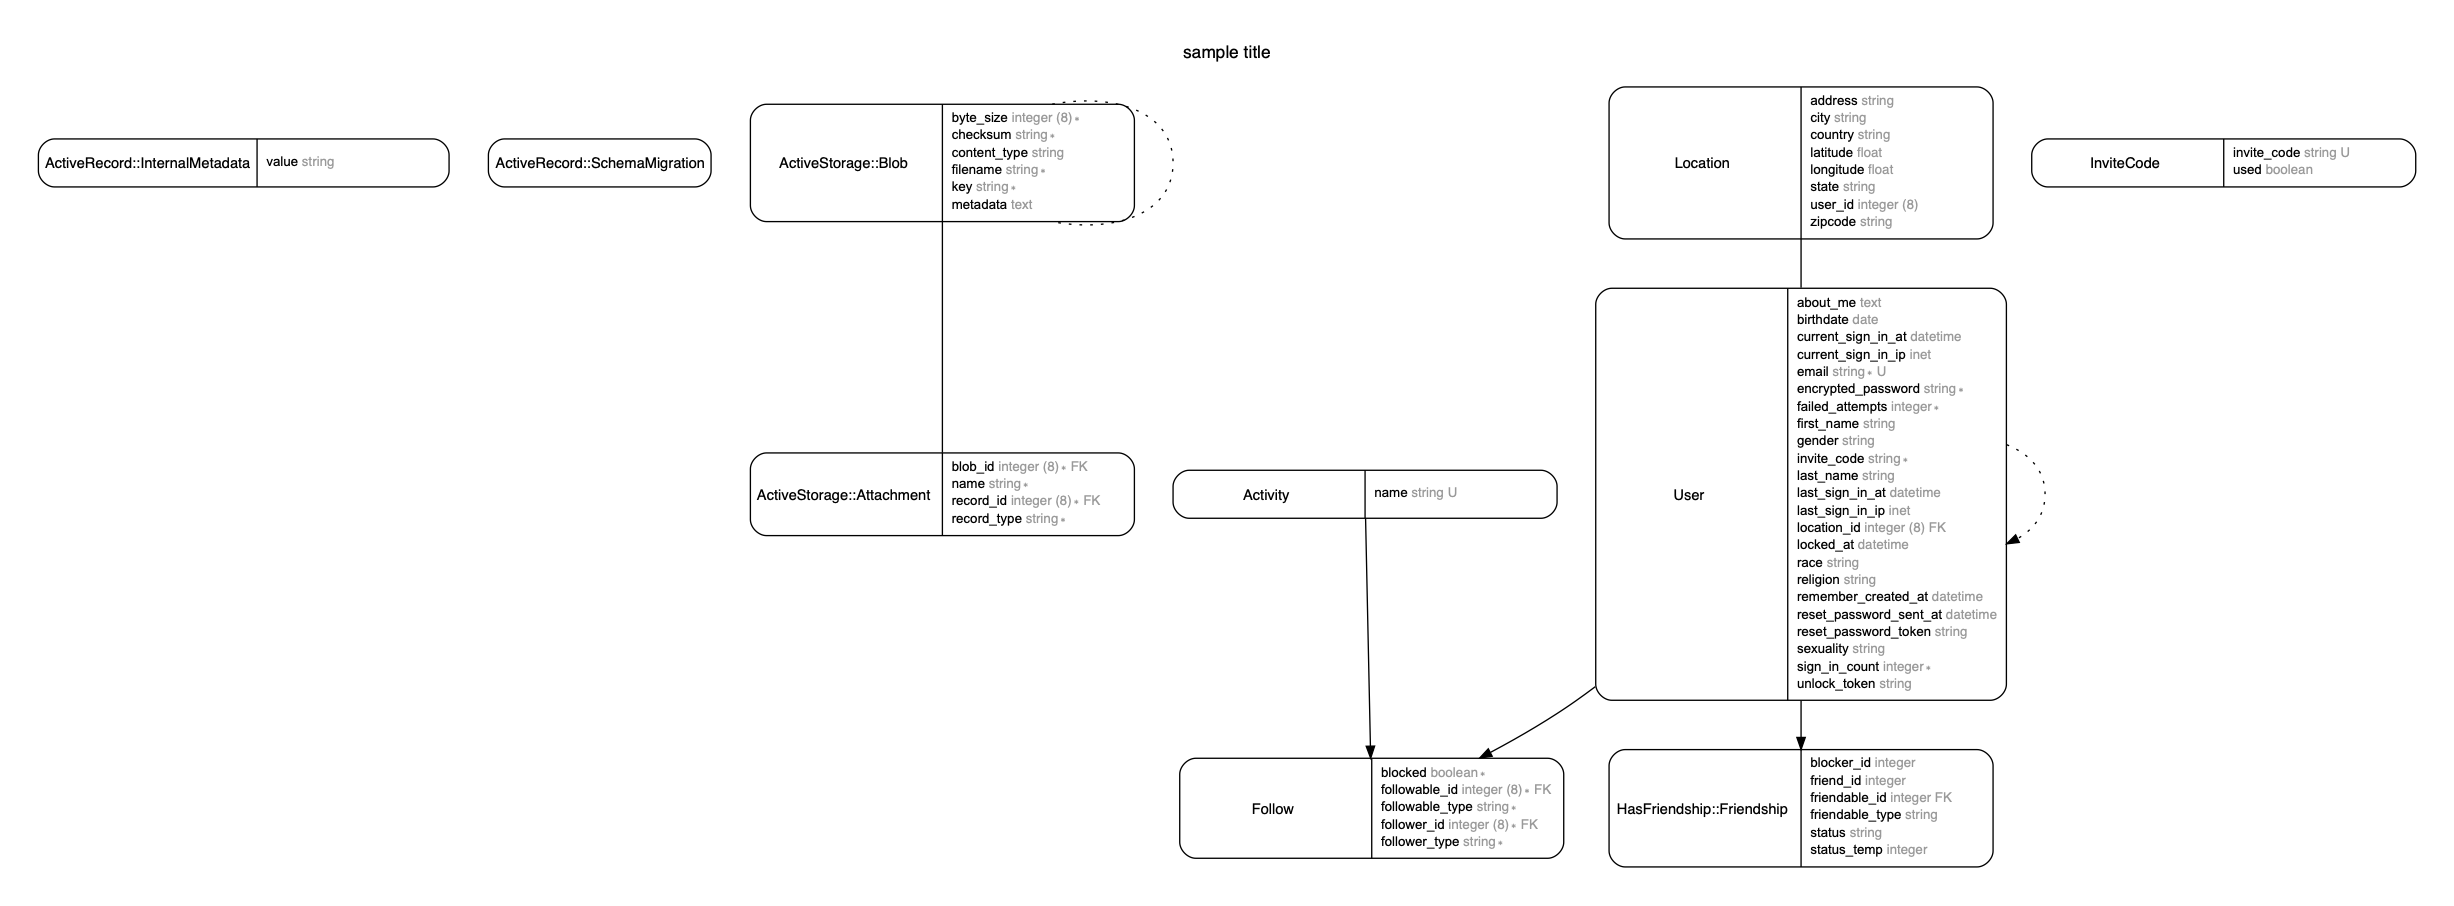 sample title
ActiveRecord::InternalMetadata
value string
ActiveRecord::SchemaMigration
ActiveStorage::Blob
byte_size integer (8) *
checksum string *
content_type string
filename string *
key string *
metadata text
Location
address string
city string
country string
latitude float
longitude float
state string
user_id integer (8)
zipcode string
InviteCode
invite_code string U
used boolean
ActiveStorage::Attachment
blob_id integer (8) * FK
name string *
record_id integer (8) * FK
record_type string *
Activity
name string U
User
about_me text
birthdate date
current_sign_in_at datetime
current_sign_in_ip inet
email string * U
encrypted_password string *
failed_attempts integer *
first_name string
gender string
invite_code string *
last_name string
last_sign_in_at datetime
last_sign_in_ip inet
location_id integer (8) FK
locked_at datetime
race string
religion string
remember_created_at datetime
reset_password_sent_at datetime
reset_password_token string
sexuality string
sign_in_count integer *
unlock_token string
Follow
blocked boolean *
followable_id integer (8) * FK
followable_type string *
follower_id integer (8) * FK
follower_type string *
HasFriendship::Friendship
blocker_id integer
friend_id integer
friendable_id integer FK
friendable_type string
status string
status_temp integer